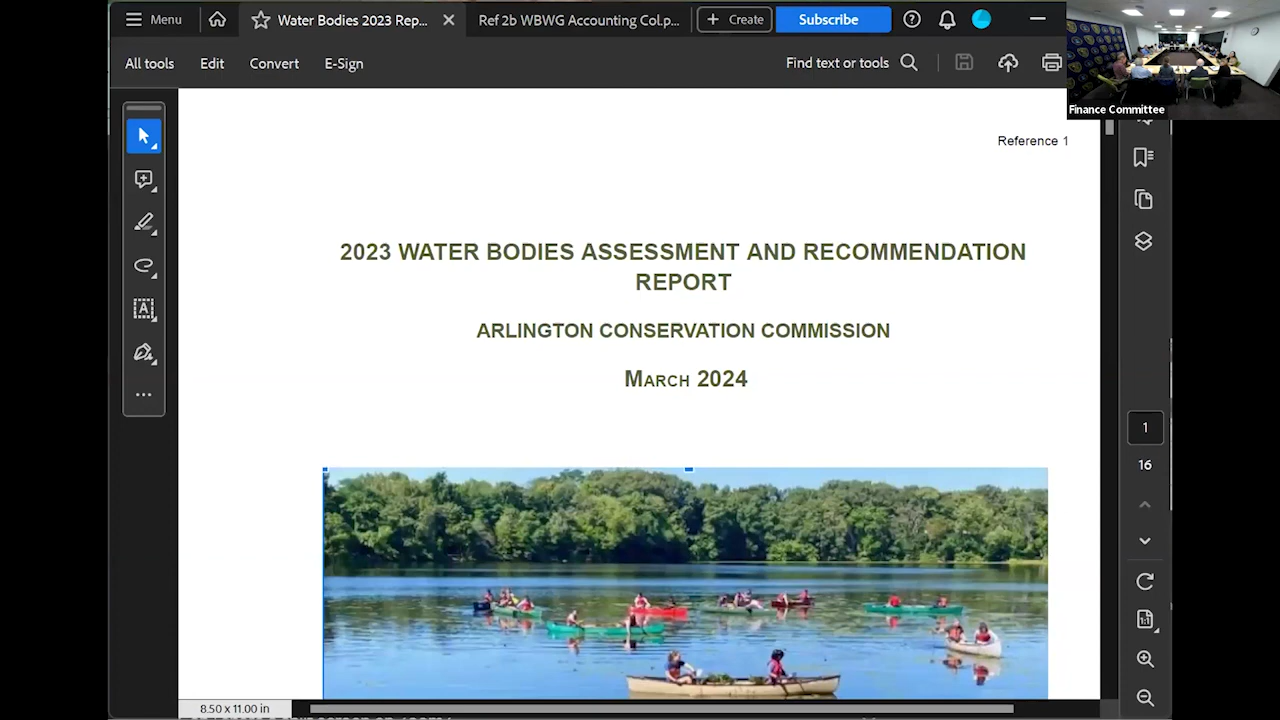 Menu
Water Bodies 2023 Rep...
Ref 2b WBWG Accounting Col.p...
Create
Subscribe
All tools
Edit
Convert
E-Sign
Find text or tools
Finance Committee
Reference 1
2023 WATER BODIES ASSESSMENT AND RECOMMENDATION
REPORT
ARLINGTON CONSERVATION COMMISSION
MARCH 2024
1
16
1:1
8.50 x 11.00 in